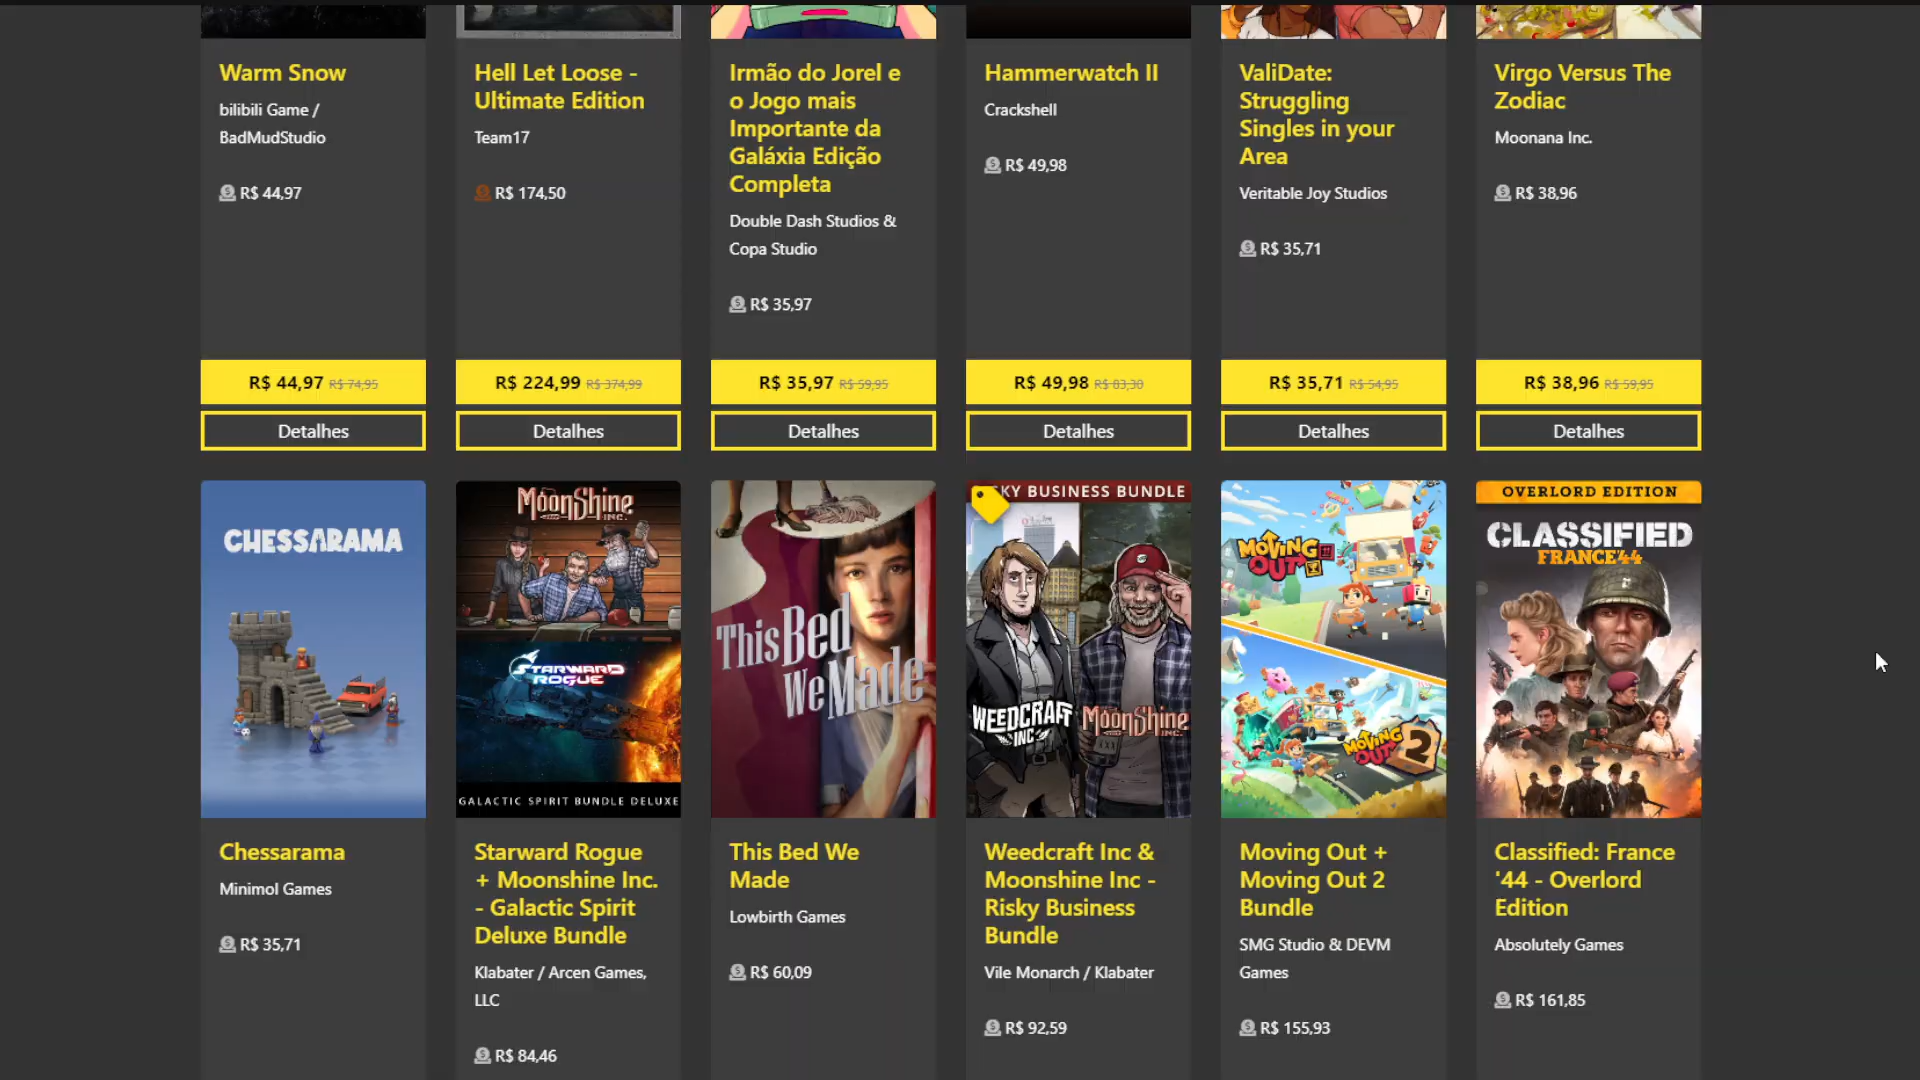 Warm Snow
bilibili Game /
BadMudStudio
R$ 44,97
R$ 44,97 R$ 74,95
Detalhes
Hell Let Loose -
Ultimate Edition
Team17
R$ 174,50
R$ 224,99 R$ 374,99
Detalhes
Irmão do Jorel e
o Jogo mais
Importante da
Galáxia Edição
Completa
Double Dash Studios &
Copa Studio
R$ 35,97
R$ 35,97 R$ 59,95
Detalhes
Hammerwatch II
Crackshell
R$ 49,98
R$ 49,98 R$ 83,30
Detalhes
ValiDate:
Struggling
Singles in your
Area
Veritable Joy Studios
R$ 35,71
R$ 35,71 R$ 54,95
Detalhes
Virgo Versus The
Zodiac
Moonana Inc.
R$ 38,96
R$ 38,96 R$ 59,95
Detalhes
CHESSARAMA
Chessarama
Minimol Games
R$ 35,71
MOONSHINE
INC.
STARWARD
ROGUE
GALACTIC SPIRIT BUNDLE DELUXE
Starward Rogue
+ Moonshine Inc.
- Galactic Spirit
Deluxe Bundle
Klabater / Arcen Games,
LLC
R$ 84,46
This Bed
We Made
This Bed We
Made
Lowbirth Games
R$ 60,09
KY BUSINESS BUNDLE
WEEDCRAFT
INC
MOONSHINE
INC.
Weedcraft Inc &
Moonshine Inc -
Risky Business
Bundle
Vile Monarch / Klabater
R$ 92,59
MOVING
OUT
MOVING
OUT 2
Moving Out +
Moving Out 2
Bundle
SMG Studio & DEVM
Games
R$ 155,93
OVERLORD EDITION
CLASSIFIED
FRANCE '44
Classified: France
'44 - Overlord
Edition
Absolutely Games
R$ 161,85